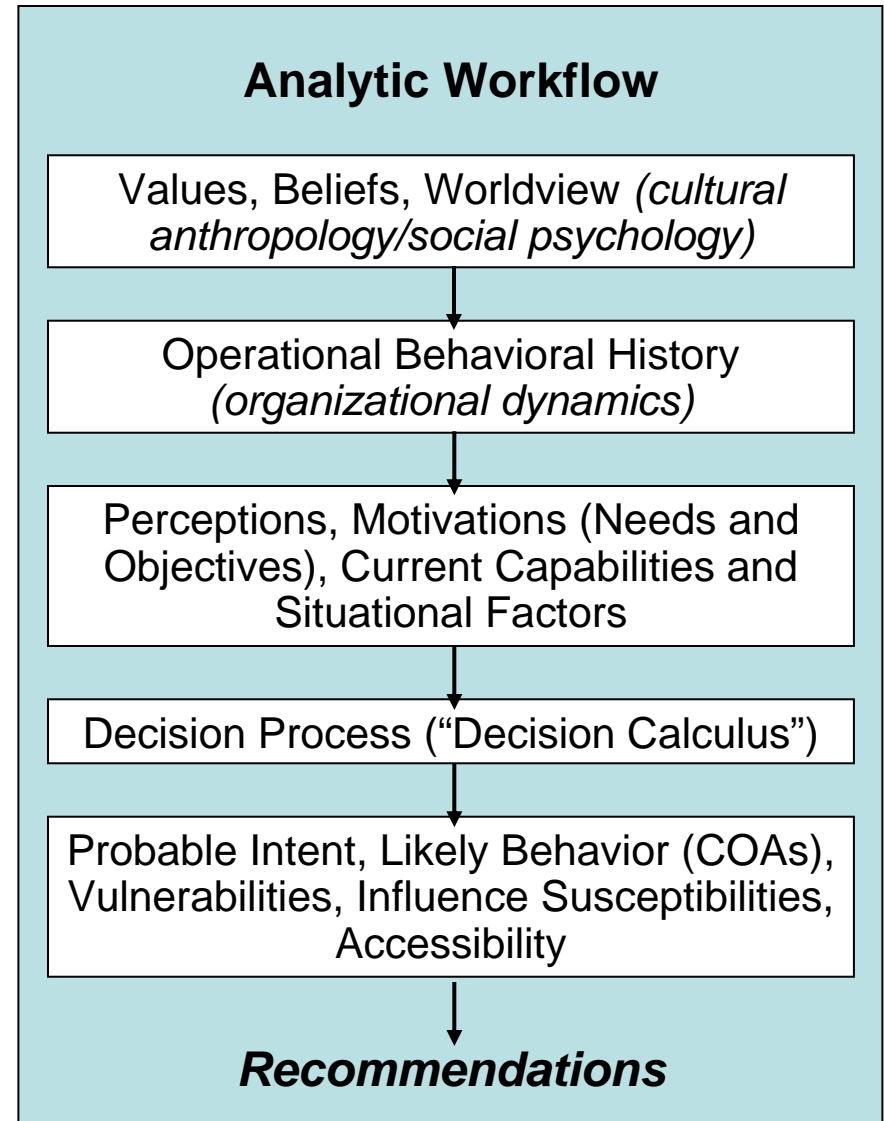 Analytic Workflow
Values, Beliefs, Worldview (cultural
anthropology/social psychology)
Operational Behavioral History
(organizational dynamics)
Perceptions, Motivations (Needs and
Objectives), Current Capabilities and
Situational Factors
Decision Process (“Decision Calculus”)
Probable Intent, Likely Behavior (COAs),
Vulnerabilities, Influence Susceptibilities,
Accessibility
Recommendations